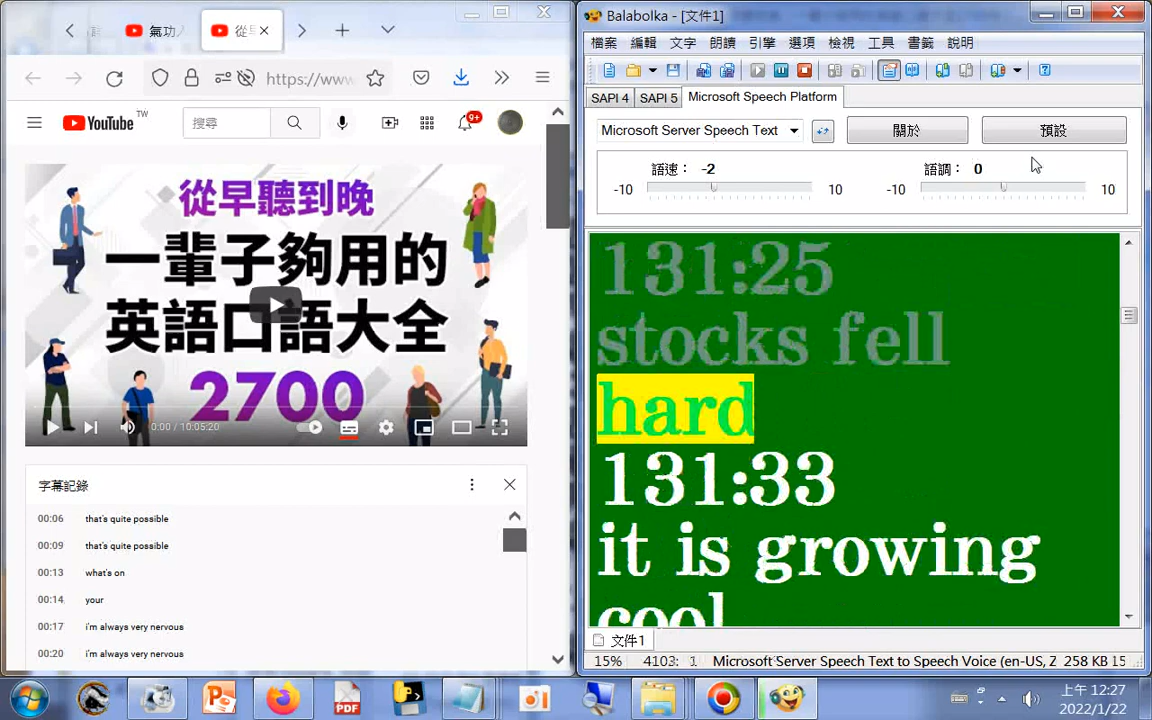 氣功
從
https://www
YouTube TW
搜尋
9+
從早聽到晚
一輩子夠用的
英語口語大全
2700
0:00 / 10:05:20
字幕記錄
00:06 that's quite possible
00:09 that's quite possible
00:13 what's on
00:14 your
00:17 i'm always very nervous
00:20 i'm always very nervous
Balabolka - [文件1]
檔案 編輯 文字 朗讀 引擎 選項 檢視 工具 書籤 說明
SAPI 4 SAPI 5 Microsoft Speech Platform
Microsoft Server Speech Text
關於
預設
語速： -2
語調： 0
-10 10 -10 10
131:25
stocks fell
hard
131:33
it is growing
cool
文件1
15% 4103: 1 Microsoft Server Speech Text to Speech Voice (en-US, Z 258 KB 15
PDF
上午 12:27
2022/1/22